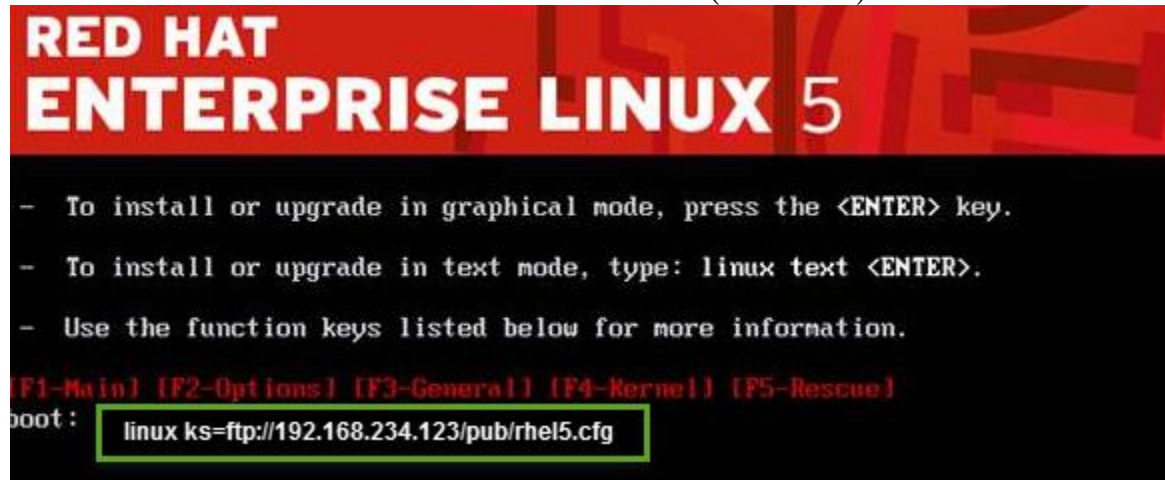 RED HAT
ENTERPRISE LINUX 5
- To install or upgrade in graphical mode, press the <ENTER> key.
- To install or upgrade in text mode, type: linux text <ENTER>.
- Use the function keys listed below for more information.
[F1-Main] [F2-Options] [F3-General] [F4-Kernel] [F5-Rescue]
boot: linux ks=ftp://192.168.234.123/pub/rhel5.cfg